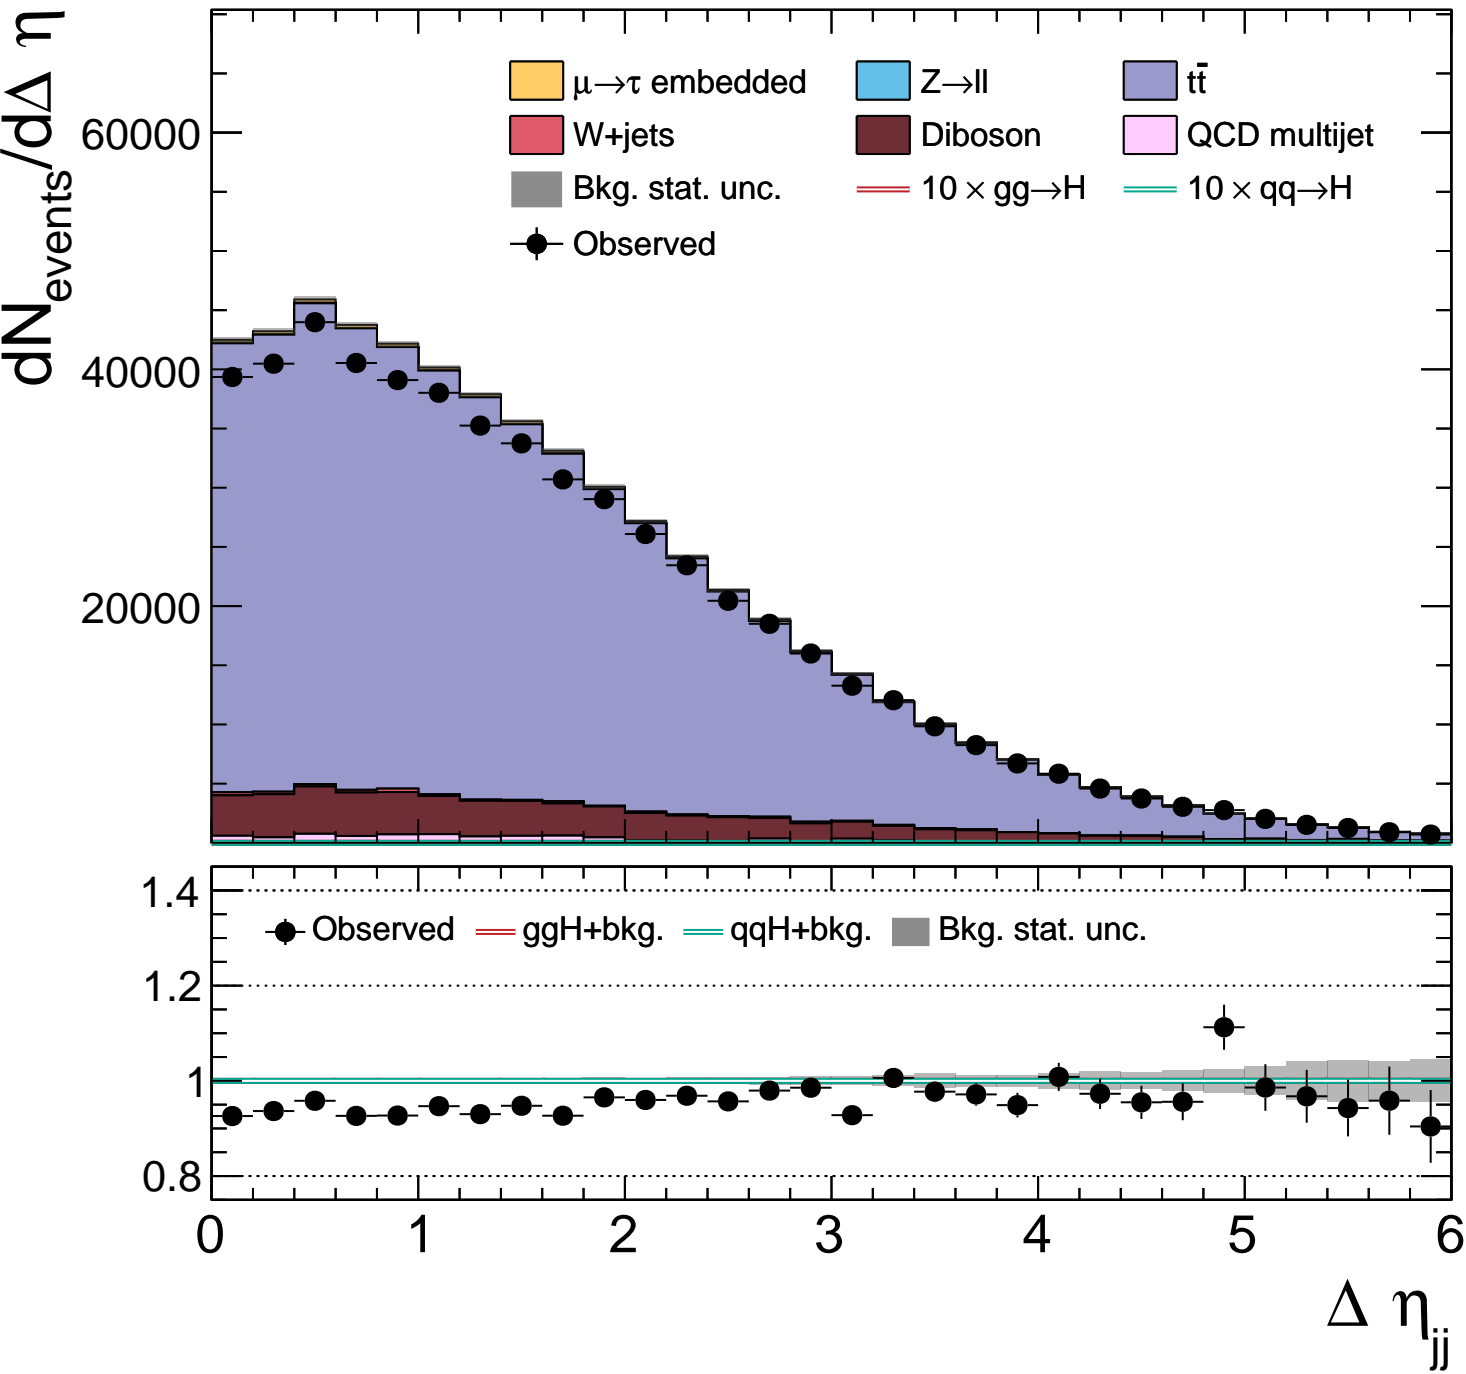 dN_events/dΔ η
60000
40000
20000
μ→τ embedded Z→ll tt̄
W+jets Diboson QCD multijet
Bkg. stat. unc. 10 × gg→H 10 × qq→H
Observed
1.4
1.2
1
0.8
Observed ggH+bkg. qqH+bkg. Bkg. stat. unc.
0 1 2 3 4 5 6
Δ η_jj